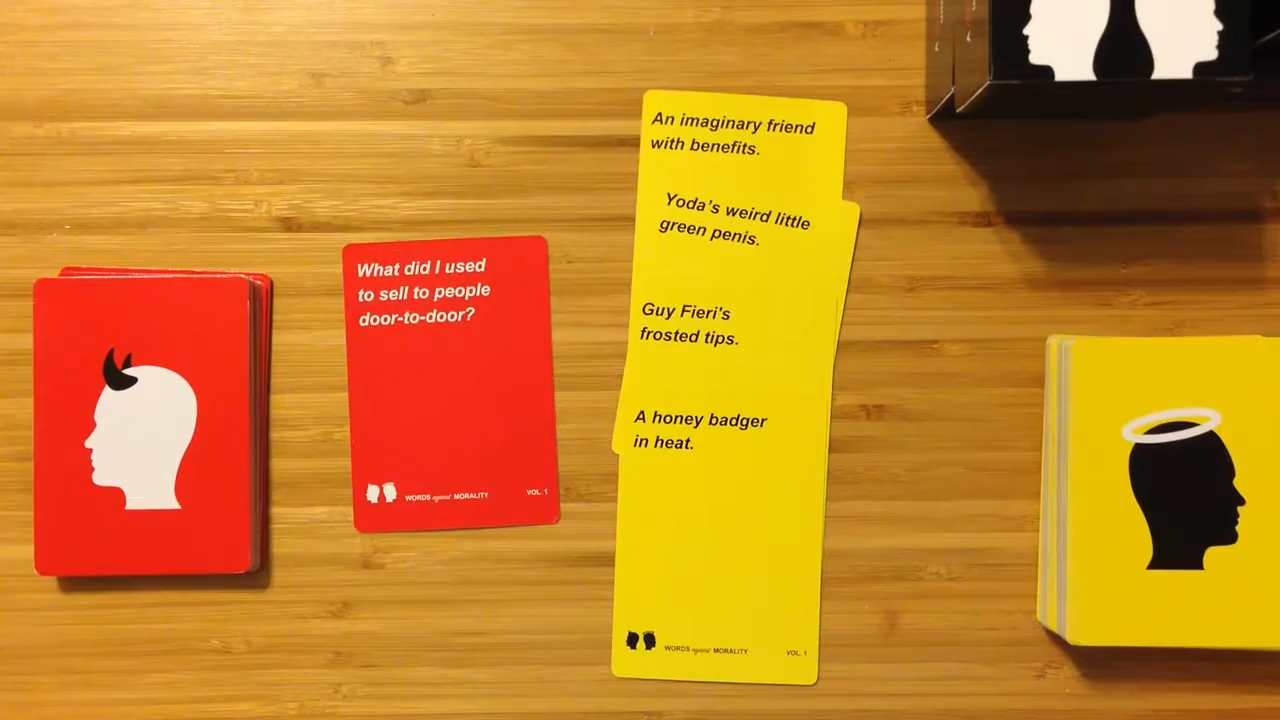 What did I used
to sell to people
door-to-door?
WORDS against MORALITY
VOL. 1
An imaginary friend
with benefits.
Yoda's weird little
green penis.
Guy Fieri's
frosted tips.
A honey badger
in heat.
WORDS against MORALITY
VOL. 1